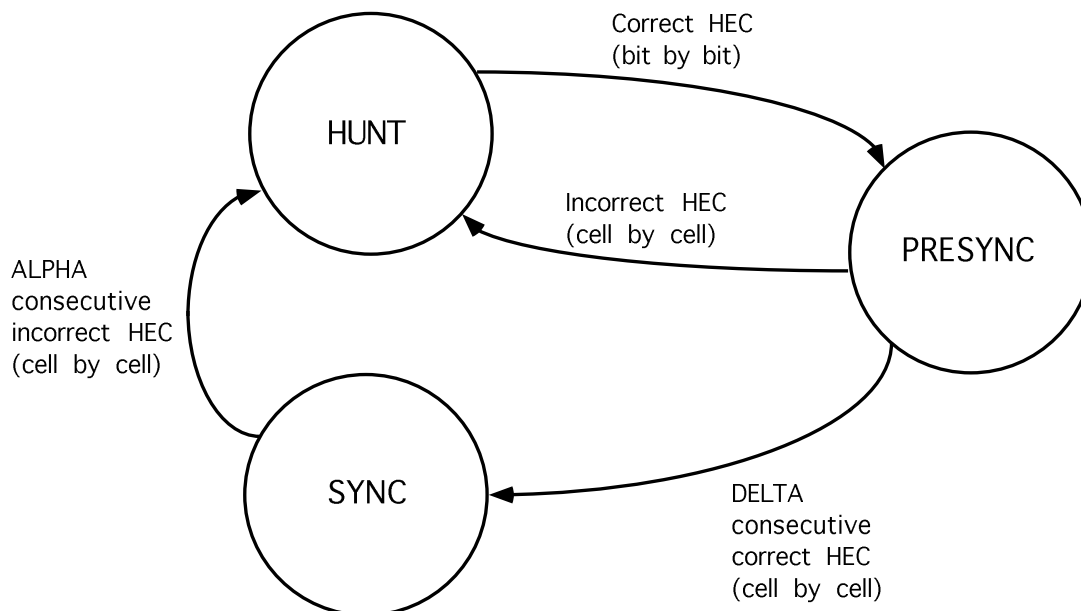 Correct HEC
(bit by bit)
HUNT
Incorrect HEC
(cell by cell)
PRESYNC
ALPHA
consecutive
incorrect HEC
(cell by cell)
SYNC
DELTA
consecutive
correct HEC
(cell by cell)